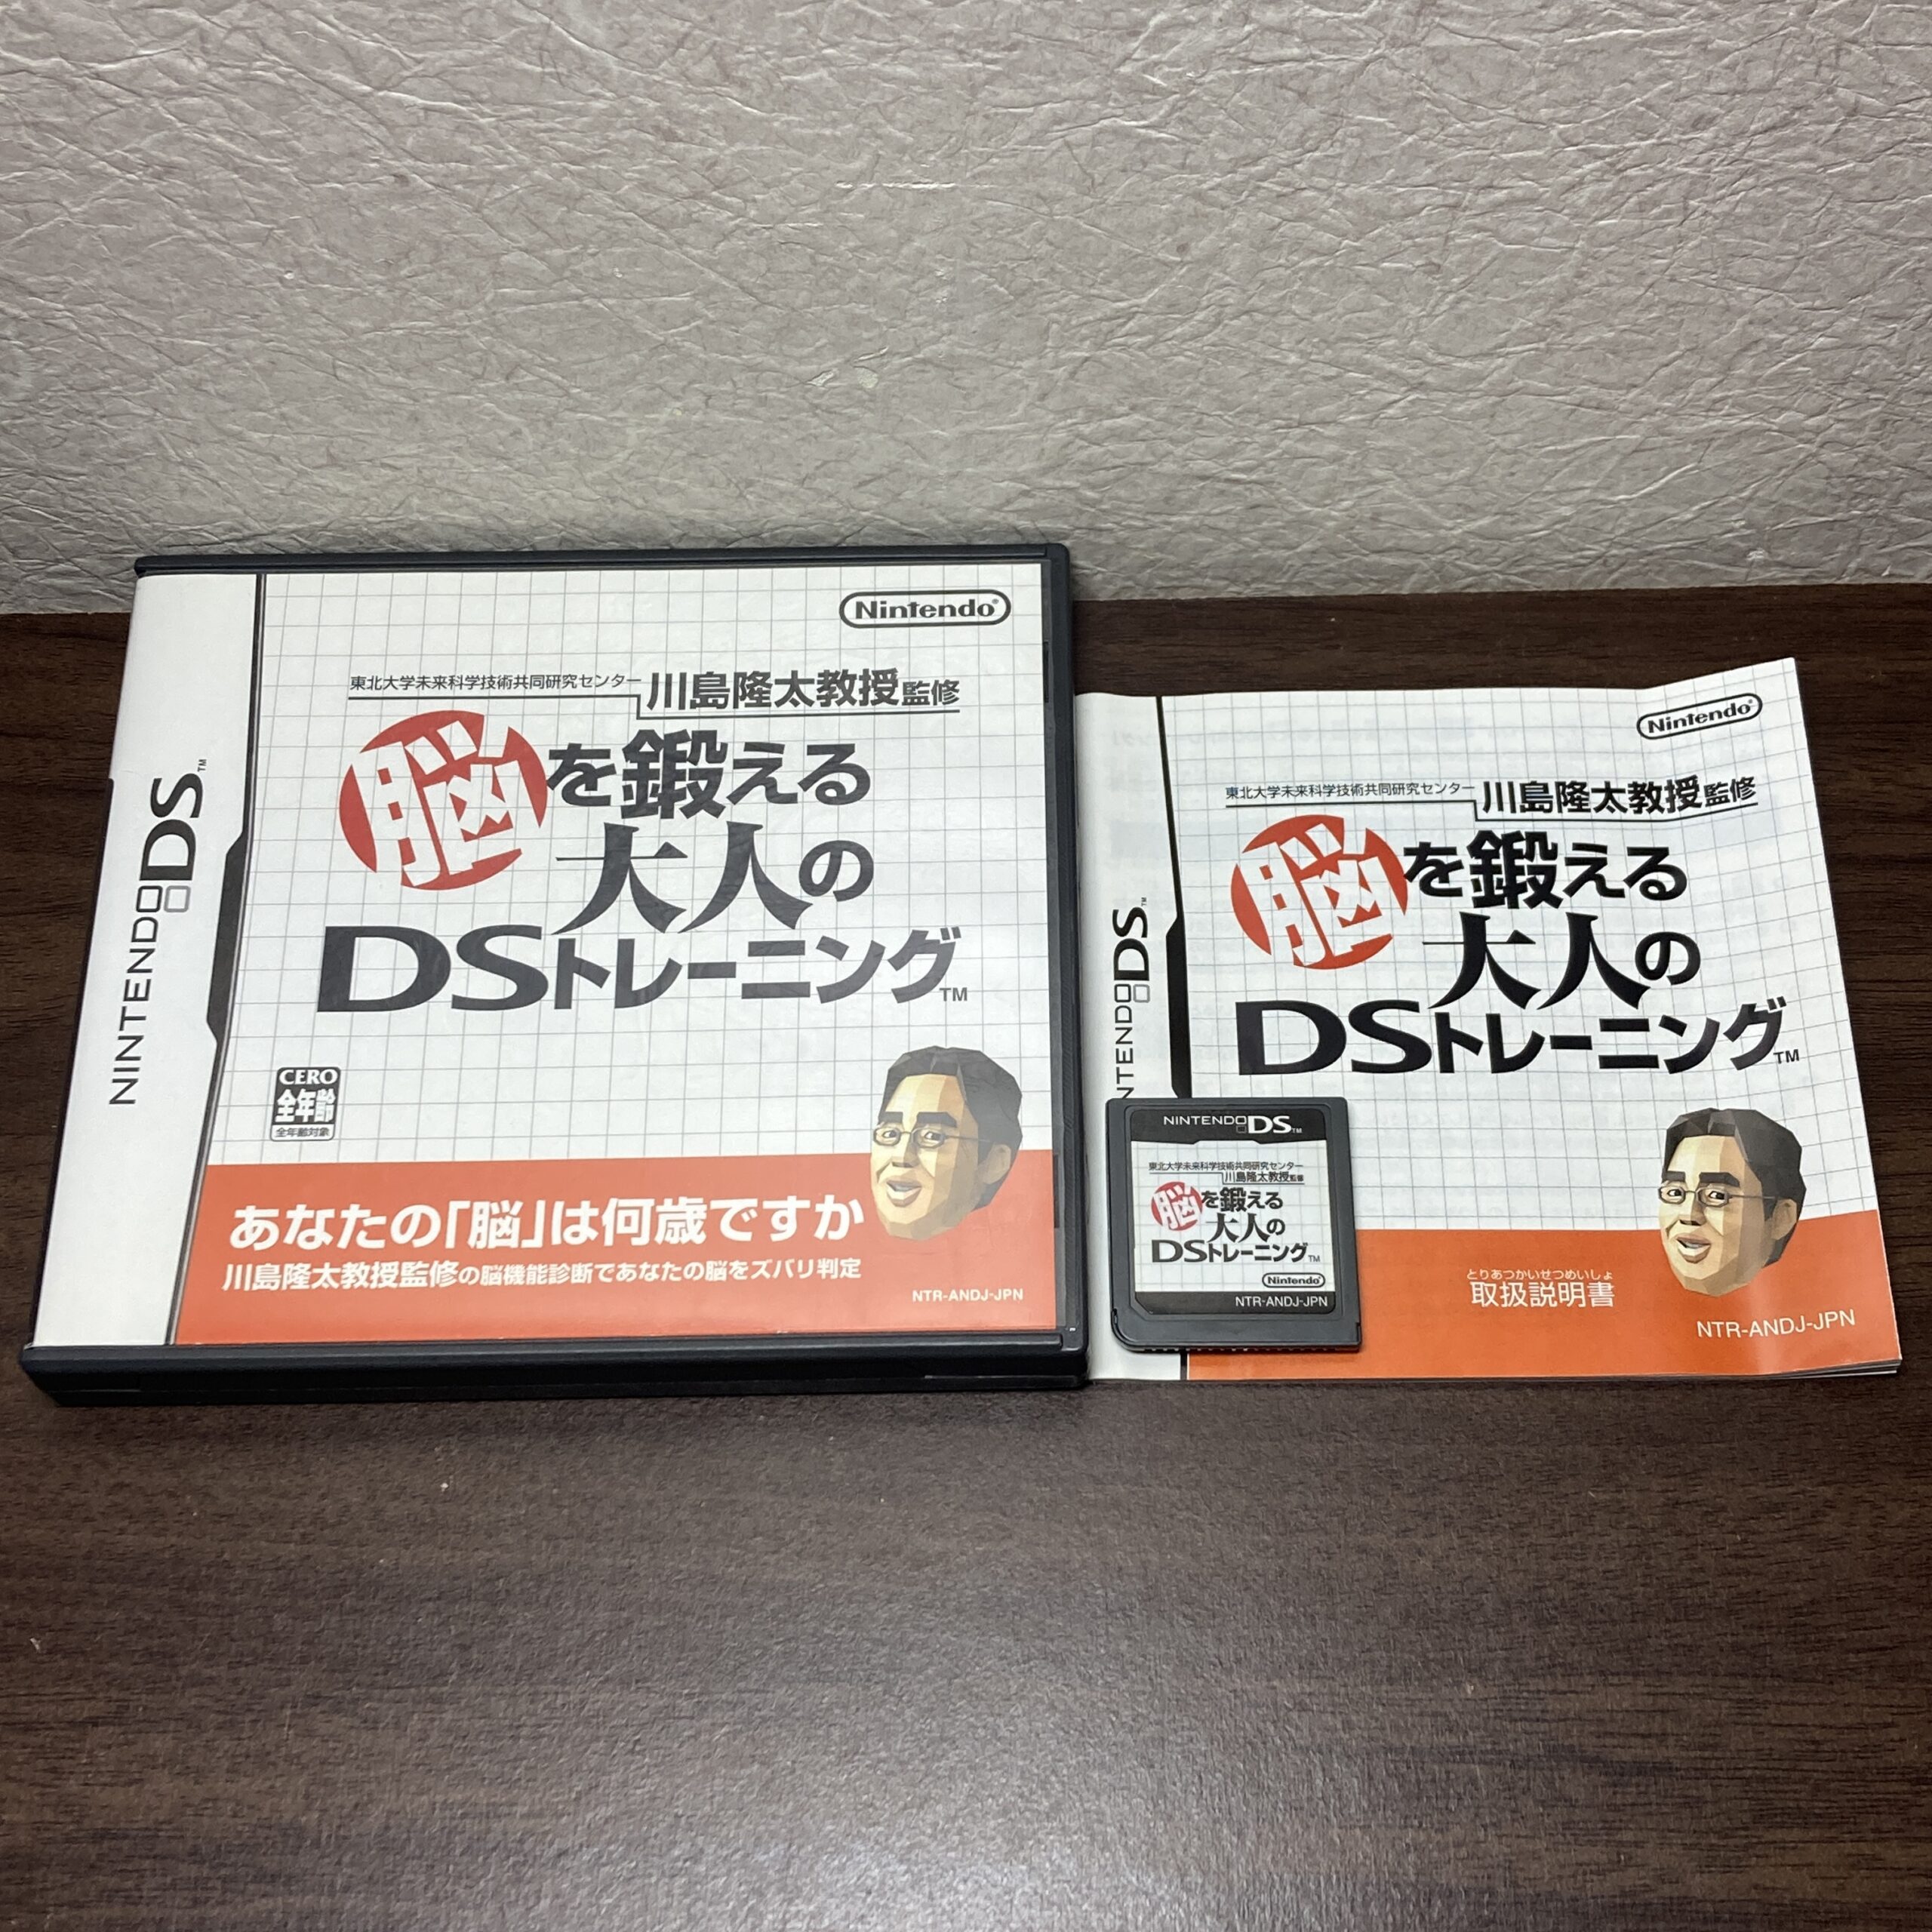 Nintendo®
東北大学未来科学技術共同研究センター
川島隆太教授監修
脳を鍛える
大人の
DSトレーニング™
NINTENDO DS™
CERO
全年齢
全年齢対象
あなたの「脳」は何歳ですか
川島隆太教授監修の脳機能診断であなたの脳をズバリ判定
NTR-ANDJ-JPN
Nintendo®
東北大学未来科学技術共同研究センター
川島隆太教授監修
脳を鍛える
大人の
DSトレーニング™
NTENDO DS™
とりあつかいせつめいしょ
取扱説明書
NTR-ANDJ-JPN
NINTENDO DS™
東北大学未来科学技術共同研究センター
川島隆太教授監修
脳を鍛える
大人の
DSトレーニング™
Nintendo®
NTR-ANDJ-JPN